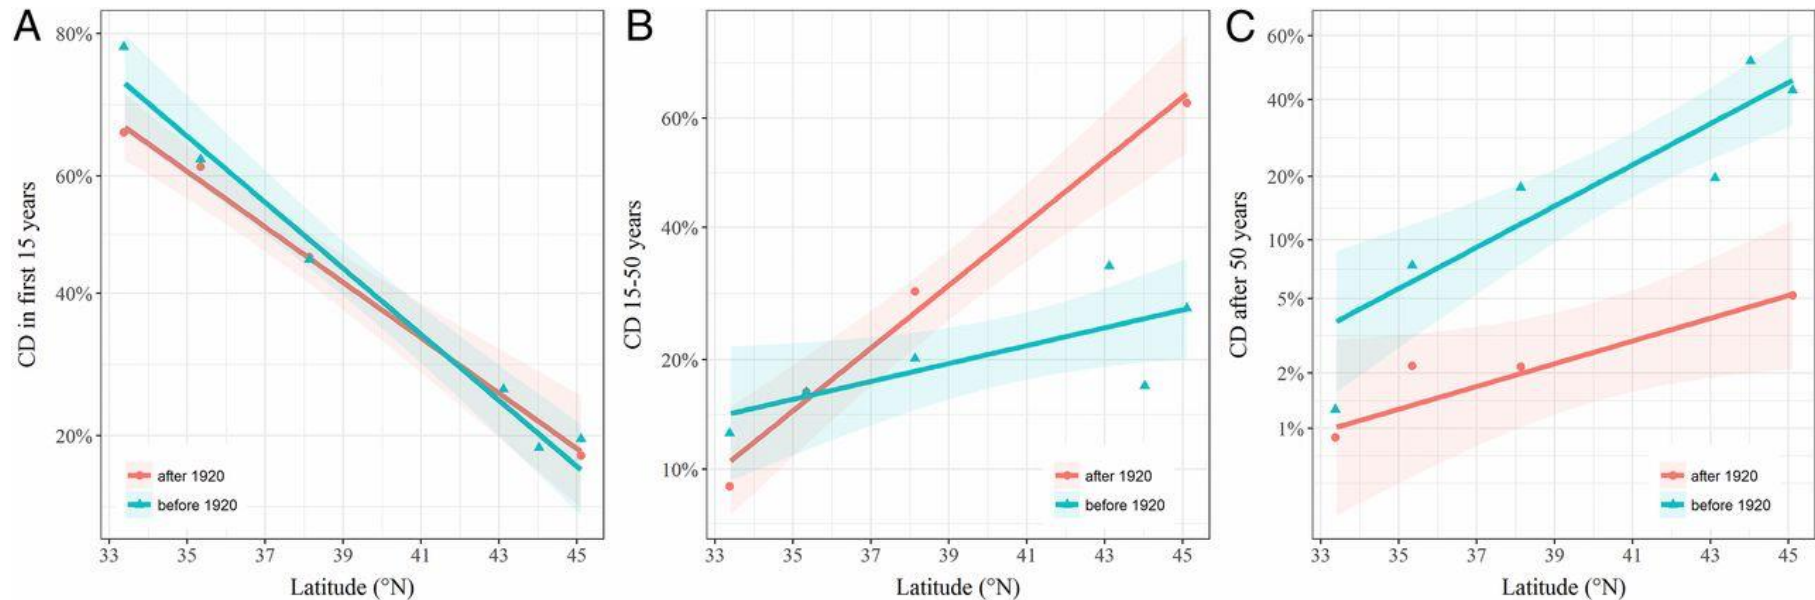 A
CD in first 15 years
80%
60%
40%
20%
after 1920
before 1920
33 35 37 39 41 43 45
Latitude (°N)
B
CD 15-50 years
60%
40%
20%
10%
after 1920
before 1920
33 35 37 39 41 43 45
Latitude (°N)
C
CD after 50 years
60%
40%
20%
10%
5%
2%
1%
after 1920
before 1920
33 35 37 39 41 43 45
Latitude (°N)